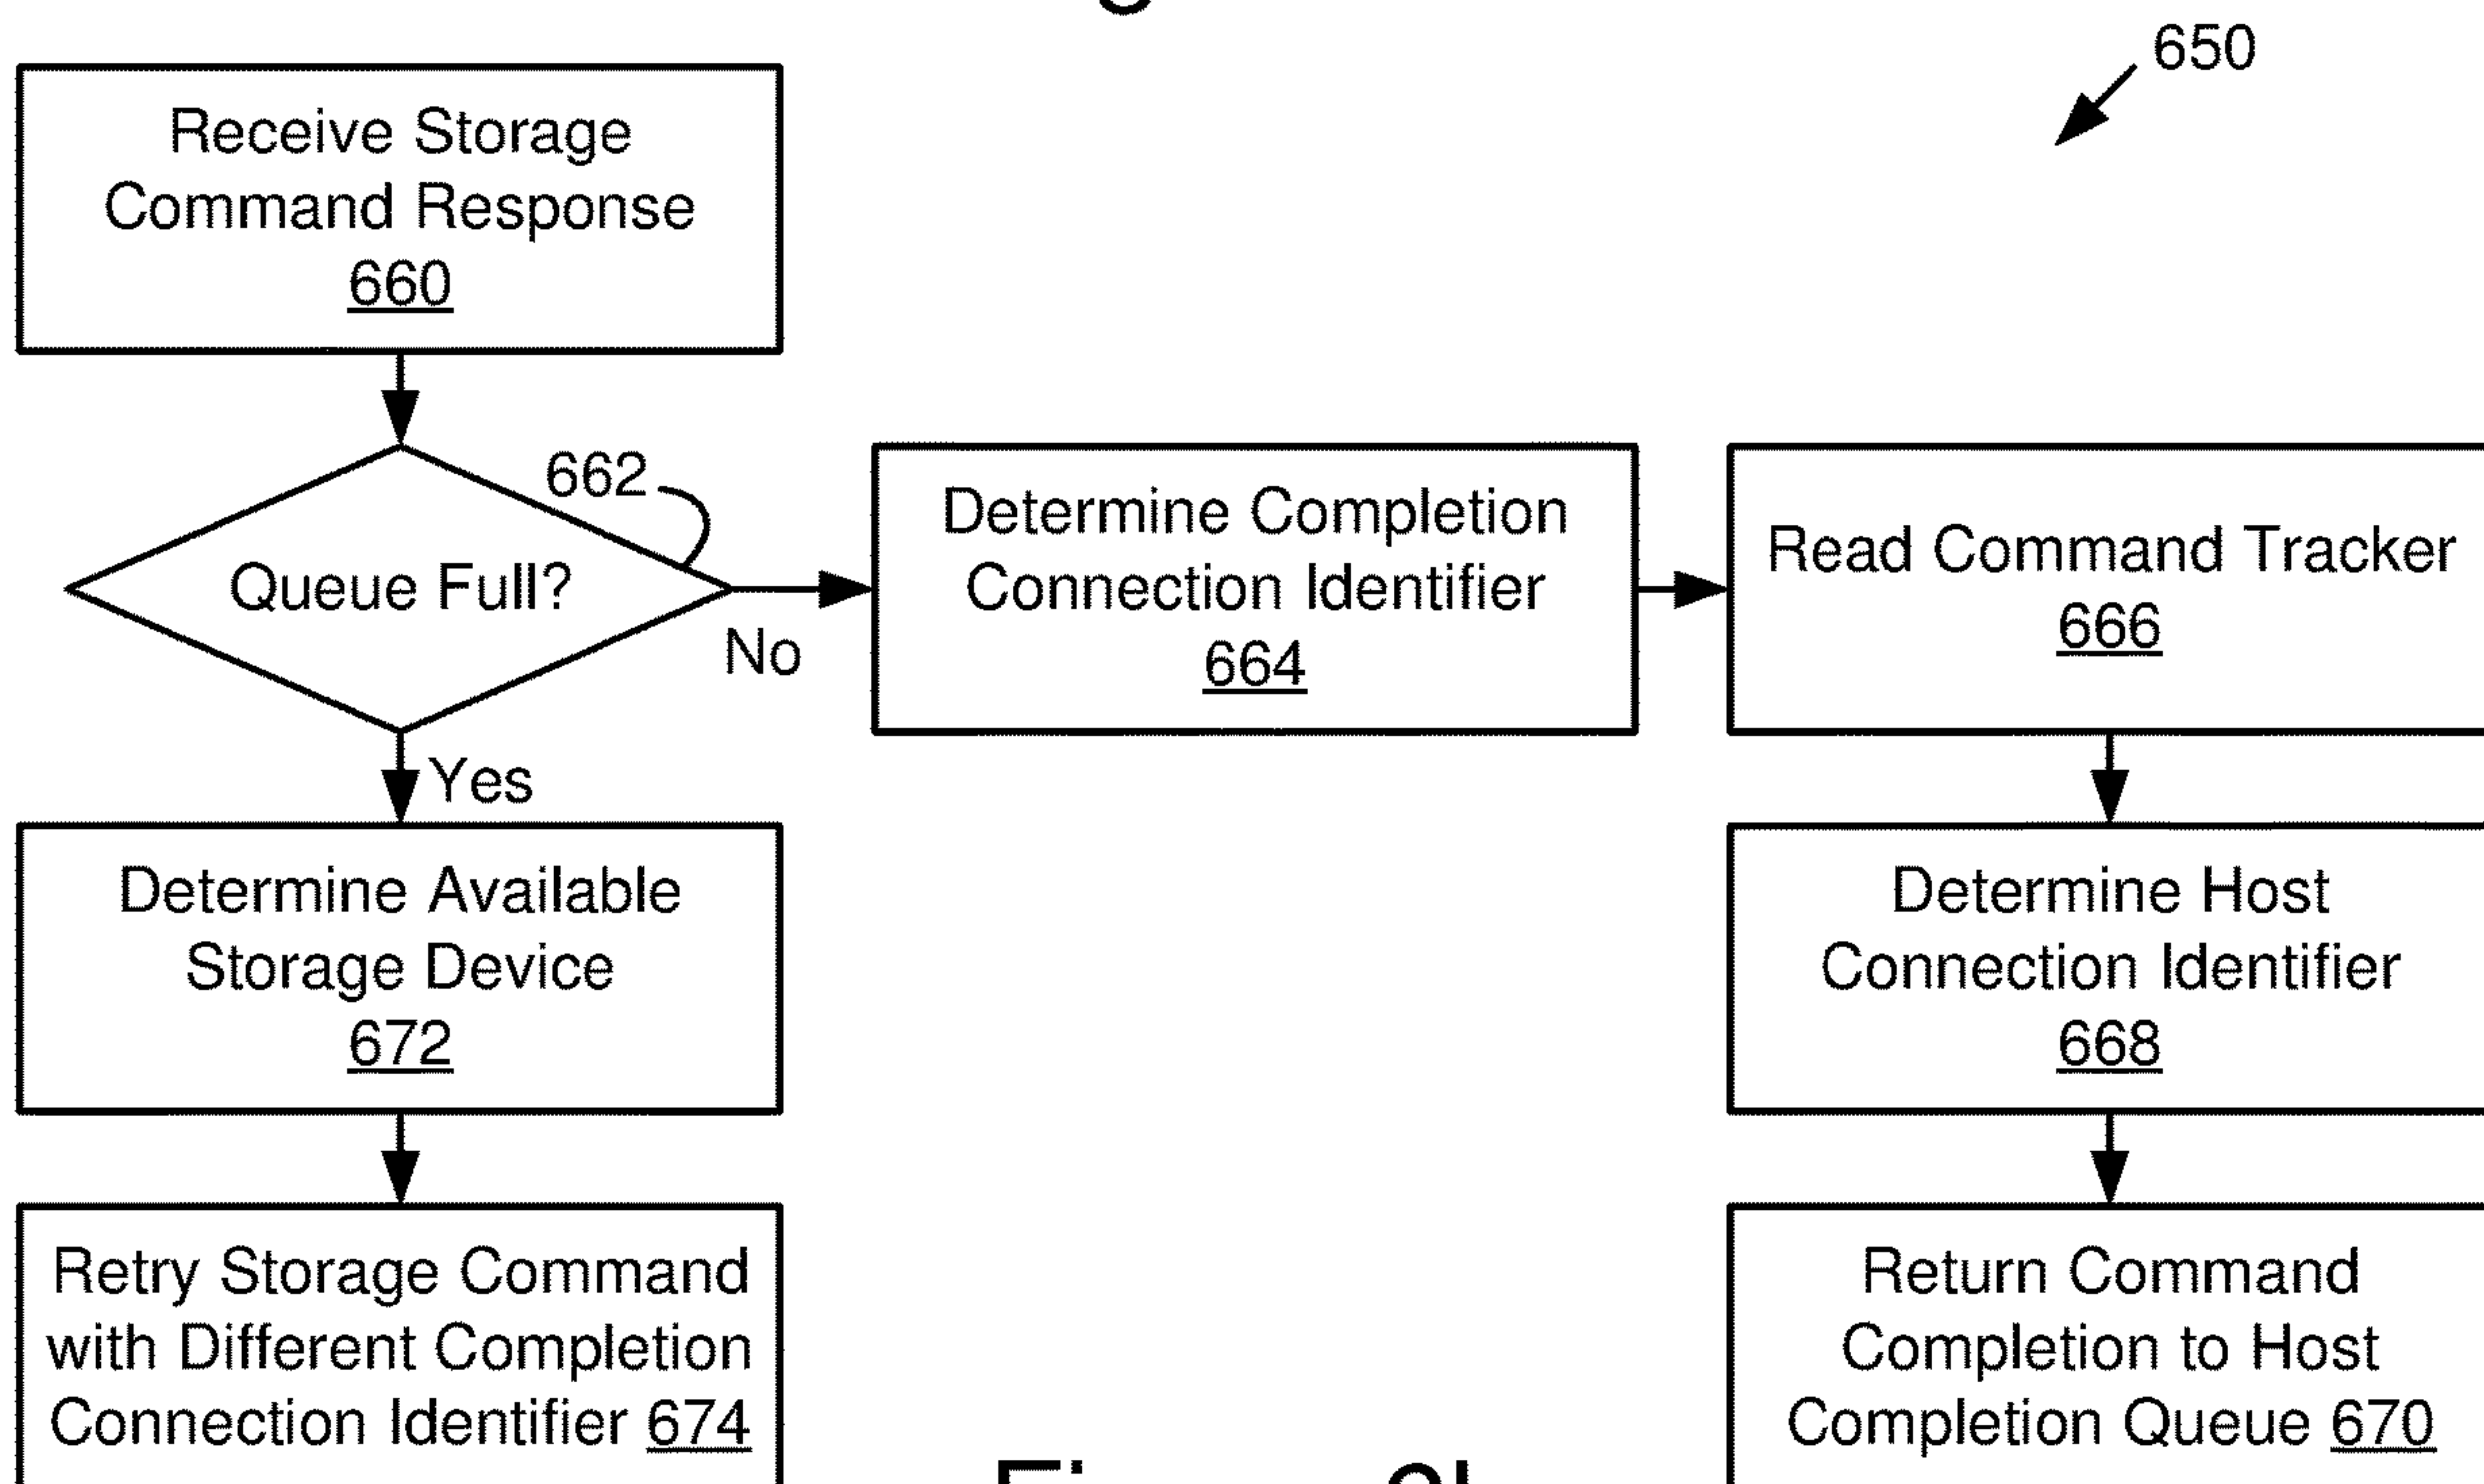 650
Receive Storage
Command Response
660
662
Queue Full?
No
Yes
Determine Completion
Connection Identifier
664
Read Command Tracker
666
Determine Available
Storage Device
672
Determine Host
Connection Identifier
668
Retry Storage Command
with Different Completion
Connection Identifier 674
Return Command
Completion to Host
Completion Queue 670